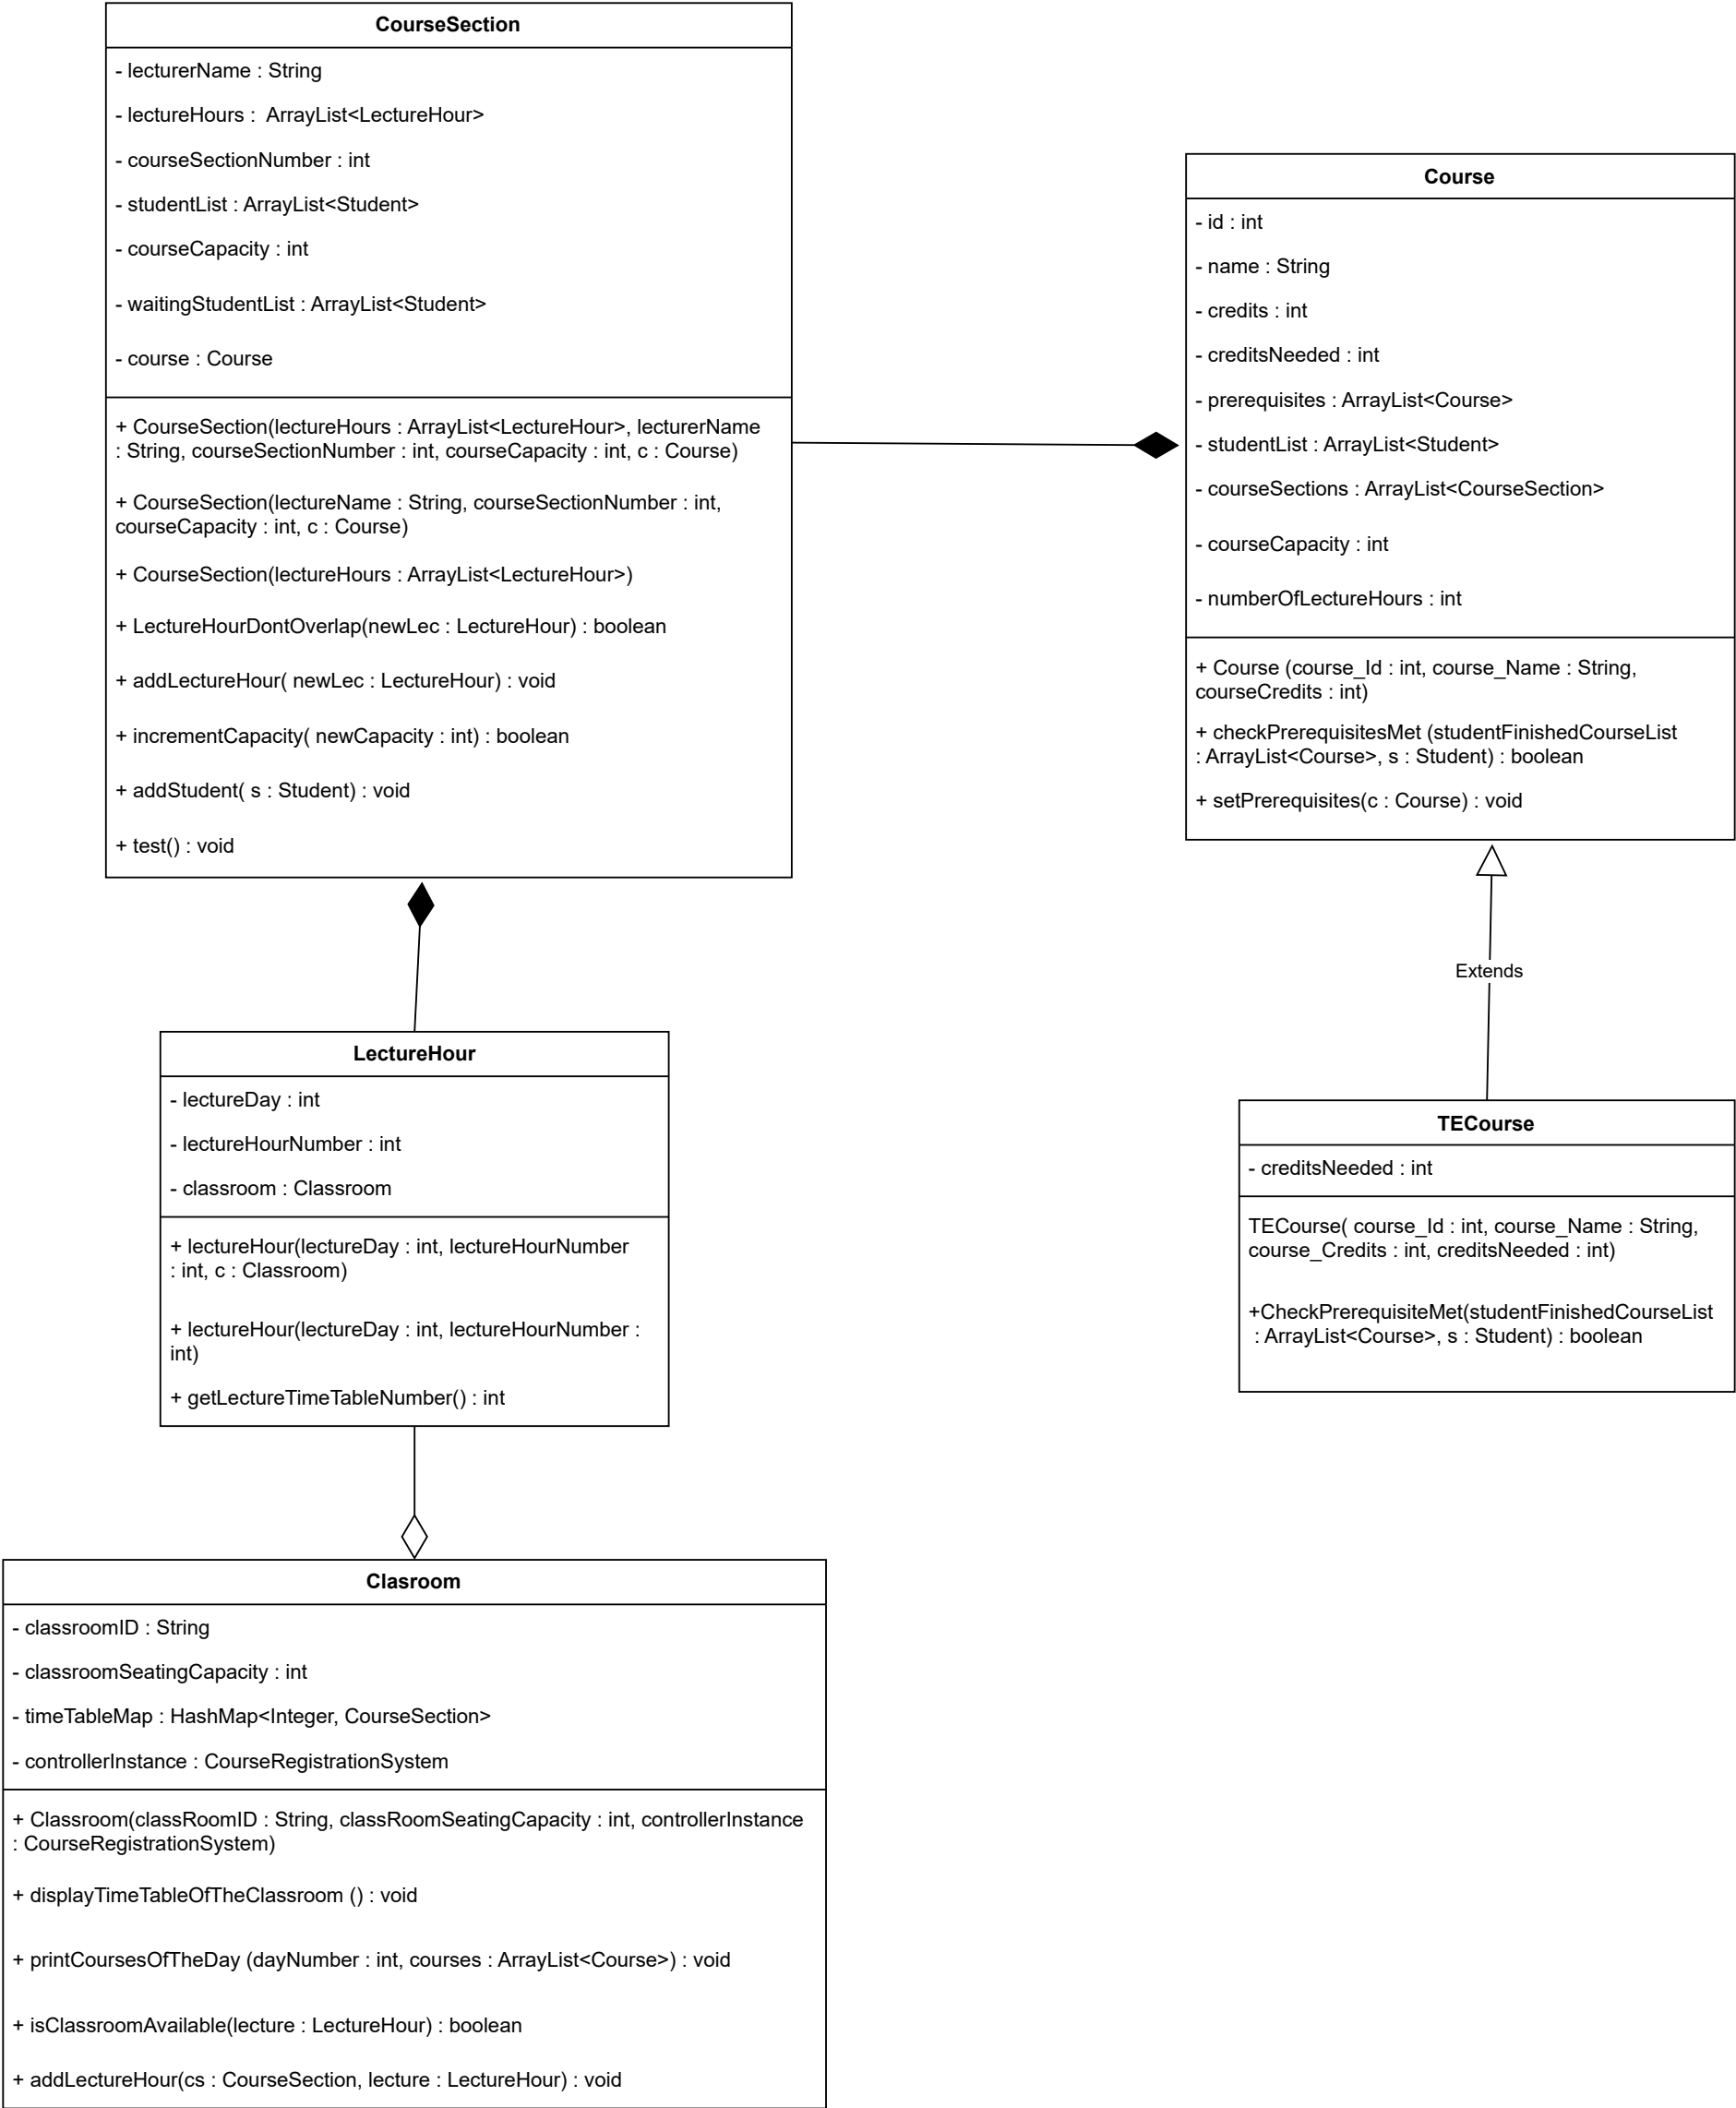 CourseSection
- lecturerName : String
- lectureHours :  ArrayList<LectureHour>
- courseSectionNumber : int
- studentList : ArrayList<Student>
- courseCapacity : int
- waitingStudentList : ArrayList<Student>
- course : Course
+ CourseSection(lectureHours : ArrayList<LectureHour>, lecturerName
: String, courseSectionNumber : int, courseCapacity : int, c : Course)
+ CourseSection(lectureName : String, courseSectionNumber : int,
courseCapacity : int, c : Course)
+ CourseSection(lectureHours : ArrayList<LectureHour>)
+ LectureHourDontOverlap(newLec : LectureHour) : boolean
+ addLectureHour( newLec : LectureHour) : void
+ incrementCapacity( newCapacity : int) : boolean
+ addStudent( s : Student) : void
+ test() : void
Course
- id : int
- name : String
- credits : int
- creditsNeeded : int
- prerequisites : ArrayList<Course>
- studentList : ArrayList<Student>
- courseSections : ArrayList<CourseSection>
- courseCapacity : int
- numberOfLectureHours : int
+ Course (course_Id : int, course_Name : String,
courseCredits : int)
+ checkPrerequisitesMet (studentFinishedCourseList
: ArrayList<Course>, s : Student) : boolean
+ setPrerequisites(c : Course) : void
Extends
LectureHour
- lectureDay : int
- lectureHourNumber : int
- classroom : Classroom
+ lectureHour(lectureDay : int, lectureHourNumber
: int, c : Classroom)
+ lectureHour(lectureDay : int, lectureHourNumber :
int)
+ getLectureTimeTableNumber() : int
TECourse
- creditsNeeded : int
TECourse( course_Id : int, course_Name : String,
course_Credits : int, creditsNeeded : int)
+CheckPrerequisiteMet(studentFinishedCourseList
: ArrayList<Course>, s : Student) : boolean
Clasroom
- classroomID : String
- classroomSeatingCapacity : int
- timeTableMap : HashMap<Integer, CourseSection>
- controllerInstance : CourseRegistrationSystem
+ Classroom(classRoomID : String, classRoomSeatingCapacity : int, controllerInstance
: CourseRegistrationSystem)
+ displayTimeTableOfTheClassroom () : void
+ printCoursesOfTheDay (dayNumber : int, courses : ArrayList<Course>) : void
+ isClassroomAvailable(lecture : LectureHour) : boolean
+ addLectureHour(cs : CourseSection, lecture : LectureHour) : void